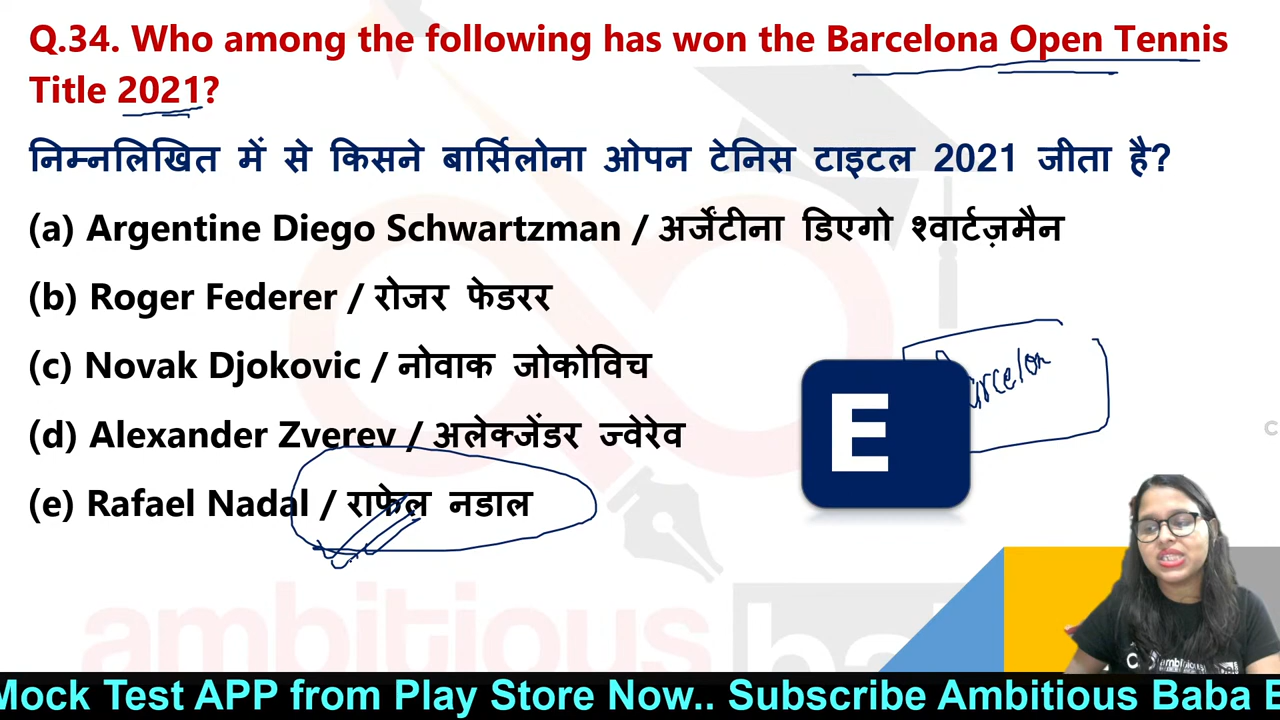 Q.34. Who among the following has won the Barcelona Open Tennis
Title 2021?
निम्नलिखित में से किसने बार्सिलोना ओपन टेनिस टाइटल 2021 जीता है?
(a) Argentine Diego Schwartzman / अर्जेंटीना डिएगो श्वार्टज़मैन
(b) Roger Federer / रोजर फेडरर
(c) Novak Djokovic / नोवाक जोकोविच
(d) Alexander Zverev / अलेक्जेंडर ज्वेरेव
(e) Rafael Nadal / राफेल नडाल
E
ambitious
Mock Test APP from Play Store Now.. Subscribe Ambitious Baba E